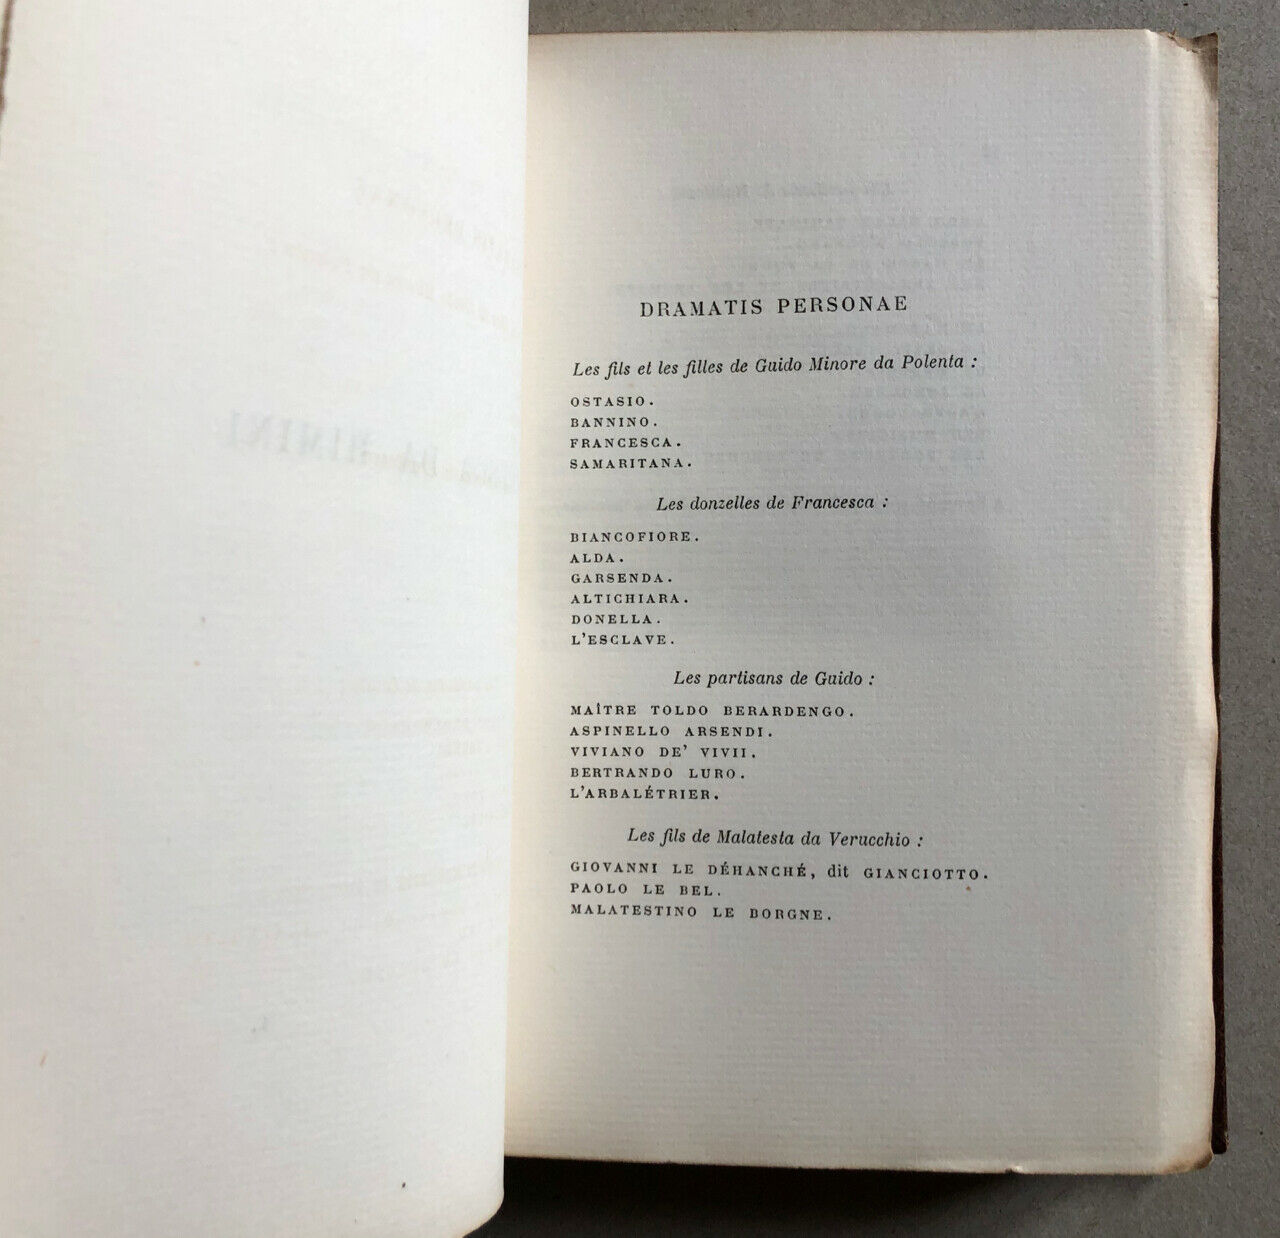 DRAMATIS PERSONAE
Les fils et les filles de Guido Minore da Polenta :
OSTASIO.
BANNINO.
FRANCESCA.
SAMARITANA.
Les donzelles de Francesca :
BIANCOFIORE.
ALDA.
GARSENDA.
ALTICHIARA.
DONELLA.
L'ESCLAVE.
Les partisans de Guido :
MAÎTRE TOLDO BERARDENGO.
ASPINELLO ARSENDI.
VIVIANO DE' VIVII.
BERTRANDO LURO.
L'ARBALÉTRIER.
Les fils de Malatesta da Verucchio :
GIOVANNI LE DÉHANCHÉ, dit GIANCIOTTO.
PAOLO LE BEL.
MALATESTINO LE BORGNE.